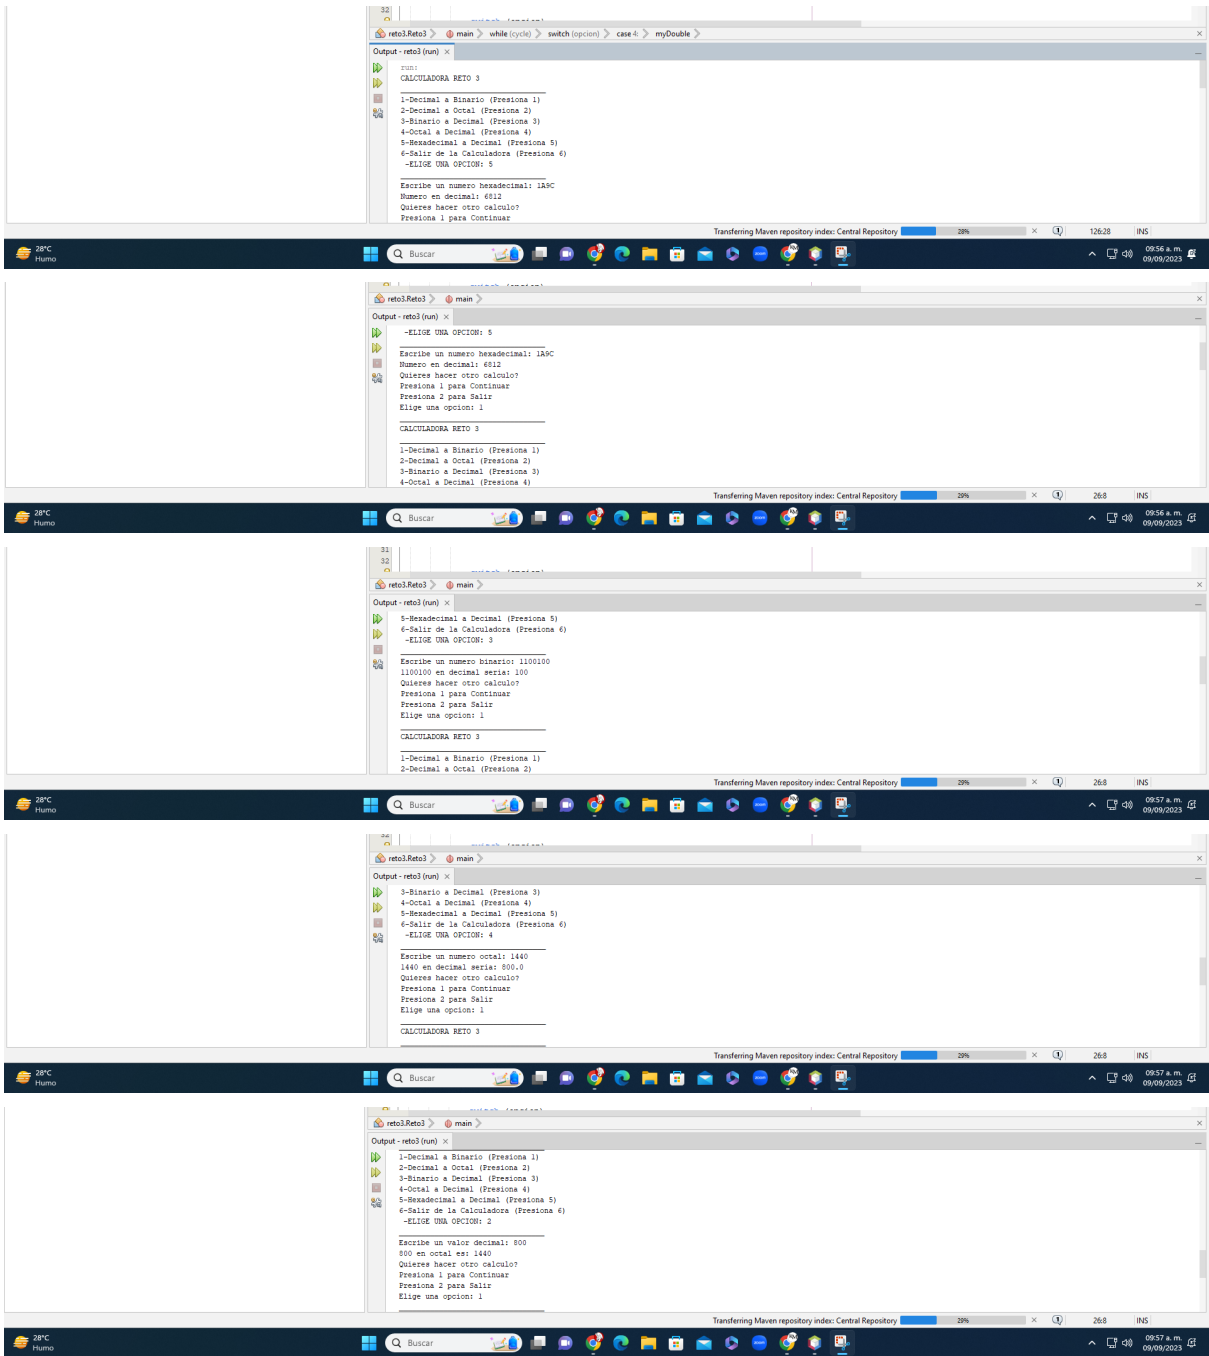 32
reto3.Reto3 main while (cycle) switch (opcion) case 4: myDouble
Output - reto3 (run) ×
run:
CALCULADORA RETO 3
1-Decimal a Binario (Presiona 1)
2-Decimal a Octal (Presiona 2)
3-Binario a Decimal (Presiona 3)
4-Octal a Decimal (Presiona 4)
5-Hexadecimal a Decimal (Presiona 5)
6-Salir de la Calculadora (Presiona 6)
-ELIGE UNA OPCION: 5
Escribe un numero hexadecimal: 1A9C
Numero en decimal: 6812
Quieres hacer otro calculo?
Presiona 1 para Continuar
Transferring Maven repository index: Central Repository 28% 126:28 INS
28°C
Humo
Buscar
09:56 a. m.
09/09/2023
reto3.Reto3 main
Output - reto3 (run) ×
-ELIGE UNA OPCION: 5
Escribe un numero hexadecimal: 1A9C
Numero en decimal: 6812
Quieres hacer otro calculo?
Presiona 1 para Continuar
Presiona 2 para Salir
Elige una opcion: 1
CALCULADORA RETO 3
1-Decimal a Binario (Presiona 1)
2-Decimal a Octal (Presiona 2)
3-Binario a Decimal (Presiona 3)
4-Octal a Decimal (Presiona 4)
Transferring Maven repository index: Central Repository 29% 26:8 INS
28°C
Humo
Buscar
09:56 a. m.
09/09/2023
31
32
reto3.Reto3 main
Output - reto3 (run) ×
5-Hexadecimal a Decimal (Presiona 5)
6-Salir de la Calculadora (Presiona 6)
-ELIGE UNA OPCION: 3
Escribe un numero binario: 1100100
1100100 en decimal seria: 100
Quieres hacer otro calculo?
Presiona 1 para Continuar
Presiona 2 para Salir
Elige una opcion: 1
CALCULADORA RETO 3
1-Decimal a Binario (Presiona 1)
2-Decimal a Octal (Presiona 2)
Transferring Maven repository index: Central Repository 29% 26:8 INS
28°C
Humo
Buscar
09:57 a. m.
09/09/2023
reto3.Reto3 main
Output - reto3 (run) ×
3-Binario a Decimal (Presiona 3)
4-Octal a Decimal (Presiona 4)
5-Hexadecimal a Decimal (Presiona 5)
6-Salir de la Calculadora (Presiona 6)
-ELIGE UNA OPCION: 4
Escribe un numero octal: 1440
1440 en decimal seria: 800.0
Quieres hacer otro calculo?
Presiona 1 para Continuar
Presiona 2 para Salir
Elige una opcion: 1
CALCULADORA RETO 3
Transferring Maven repository index: Central Repository 29% 26:8 INS
28°C
Humo
Buscar
09:57 a. m.
09/09/2023
reto3.Reto3 main
Output - reto3 (run) ×
1-Decimal a Binario (Presiona 1)
2-Decimal a Octal (Presiona 2)
3-Binario a Decimal (Presiona 3)
4-Octal a Decimal (Presiona 4)
5-Hexadecimal a Decimal (Presiona 5)
6-Salir de la Calculadora (Presiona 6)
-ELIGE UNA OPCION: 2
Escribe un valor decimal: 800
800 en octal es: 1440
Quieres hacer otro calculo?
Presiona 1 para Continuar
Presiona 2 para Salir
Elige una opcion: 1
Transferring Maven repository index: Central Repository 29% 26:8 INS
28°C
Humo
Buscar
09:57 a. m.
09/09/2023